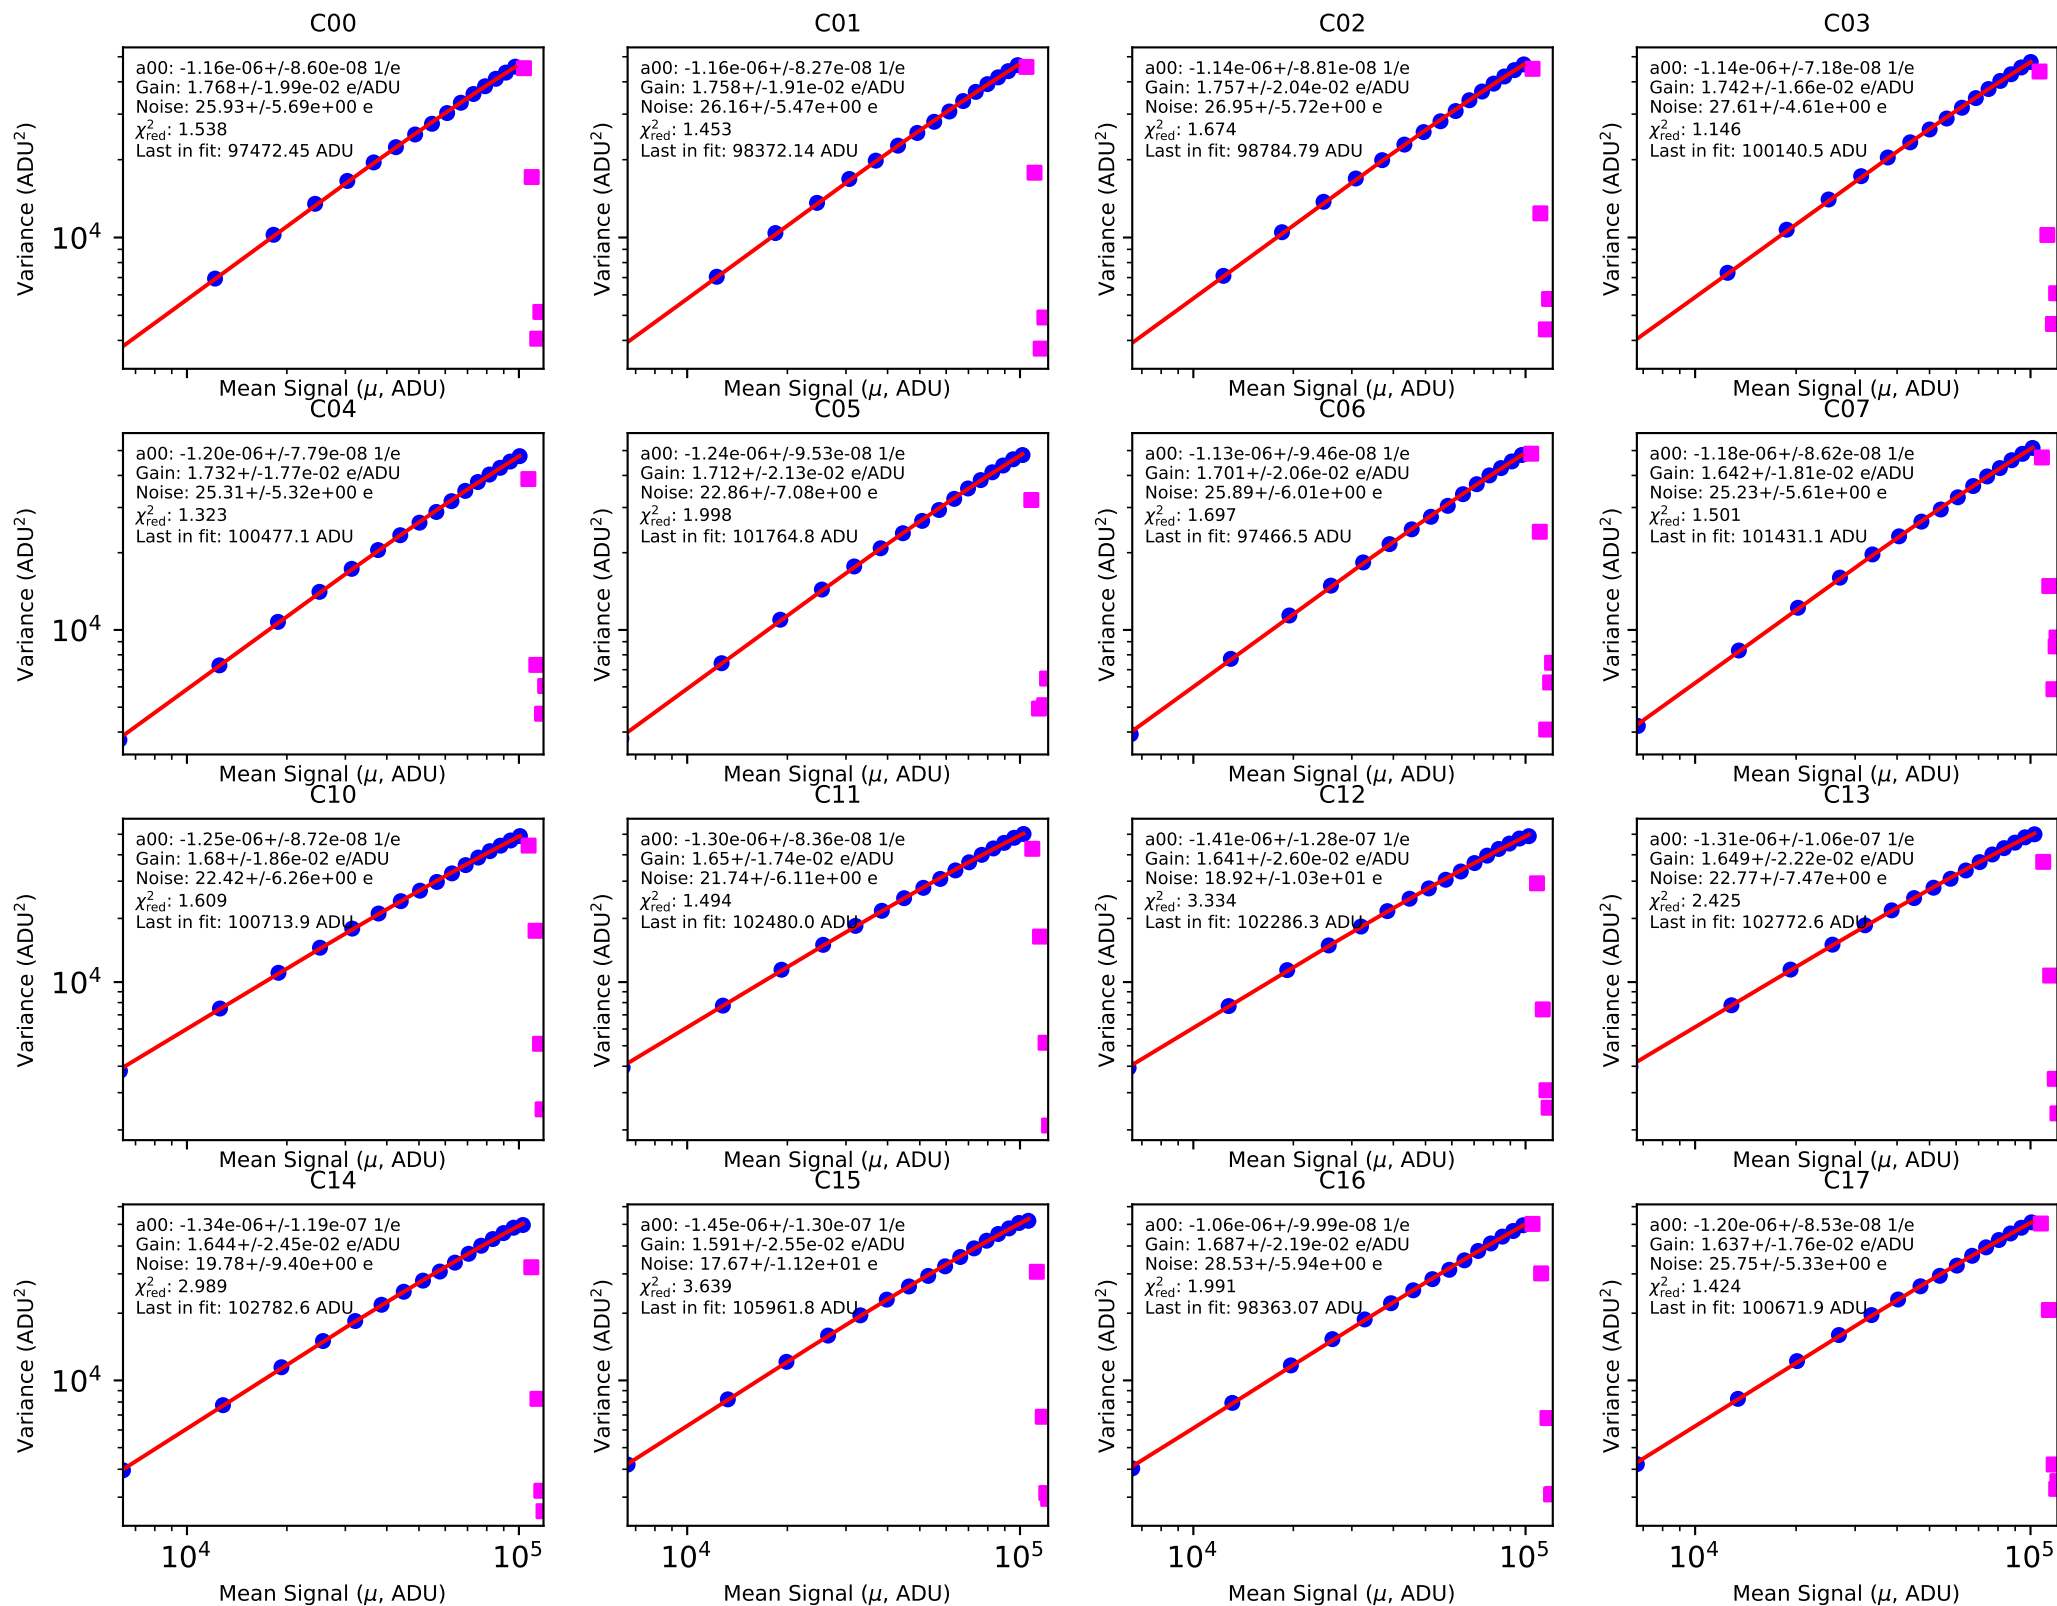 C00
a00: -1.16e-06+/-8.60e-08 1/e
Gain: 1.768+/-1.99e-02 e/ADU
Noise: 25.93+/-5.69e+00 e
χ²red: 1.538
Last in fit: 97472.45 ADU
Variance (ADU²)
10⁴
Mean Signal (μ, ADU)
C01
a00: -1.16e-06+/-8.27e-08 1/e
Gain: 1.758+/-1.91e-02 e/ADU
Noise: 26.16+/-5.47e+00 e
χ²red: 1.453
Last in fit: 98372.14 ADU
Variance (ADU²)
Mean Signal (μ, ADU)
C02
a00: -1.14e-06+/-8.81e-08 1/e
Gain: 1.757+/-2.04e-02 e/ADU
Noise: 26.95+/-5.72e+00 e
χ²red: 1.674
Last in fit: 98784.79 ADU
Variance (ADU²)
Mean Signal (μ, ADU)
C03
a00: -1.14e-06+/-7.18e-08 1/e
Gain: 1.742+/-1.66e-02 e/ADU
Noise: 27.61+/-4.61e+00 e
χ²red: 1.146
Last in fit: 100140.5 ADU
Variance (ADU²)
Mean Signal (μ, ADU)
C04
a00: -1.20e-06+/-7.79e-08 1/e
Gain: 1.732+/-1.77e-02 e/ADU
Noise: 25.31+/-5.32e+00 e
χ²red: 1.323
Last in fit: 100477.1 ADU
Variance (ADU²)
10⁴
Mean Signal (μ, ADU)
C05
a00: -1.24e-06+/-9.53e-08 1/e
Gain: 1.712+/-2.13e-02 e/ADU
Noise: 22.86+/-7.08e+00 e
χ²red: 1.998
Last in fit: 101764.8 ADU
Variance (ADU²)
Mean Signal (μ, ADU)
C06
a00: -1.13e-06+/-9.46e-08 1/e
Gain: 1.701+/-2.06e-02 e/ADU
Noise: 25.89+/-6.01e+00 e
χ²red: 1.697
Last in fit: 97466.5 ADU
Variance (ADU²)
Mean Signal (μ, ADU)
C07
a00: -1.18e-06+/-8.62e-08 1/e
Gain: 1.642+/-1.81e-02 e/ADU
Noise: 25.23+/-5.61e+00 e
χ²red: 1.501
Last in fit: 101431.1 ADU
Variance (ADU²)
Mean Signal (μ, ADU)
C10
a00: -1.25e-06+/-8.72e-08 1/e
Gain: 1.68+/-1.86e-02 e/ADU
Noise: 22.42+/-6.26e+00 e
χ²red: 1.609
Last in fit: 100713.9 ADU
Variance (ADU²)
10⁴
Mean Signal (μ, ADU)
C11
a00: -1.30e-06+/-8.36e-08 1/e
Gain: 1.65+/-1.74e-02 e/ADU
Noise: 21.74+/-6.11e+00 e
χ²red: 1.494
Last in fit: 102480.0 ADU
Variance (ADU²)
Mean Signal (μ, ADU)
C12
a00: -1.41e-06+/-1.28e-07 1/e
Gain: 1.641+/-2.60e-02 e/ADU
Noise: 18.92+/-1.03e+01 e
χ²red: 3.334
Last in fit: 102286.3 ADU
Variance (ADU²)
Mean Signal (μ, ADU)
C13
a00: -1.31e-06+/-1.06e-07 1/e
Gain: 1.649+/-2.22e-02 e/ADU
Noise: 22.77+/-7.47e+00 e
χ²red: 2.425
Last in fit: 102772.6 ADU
Variance (ADU²)
Mean Signal (μ, ADU)
C14
a00: -1.34e-06+/-1.19e-07 1/e
Gain: 1.644+/-2.45e-02 e/ADU
Noise: 19.78+/-9.40e+00 e
χ²red: 2.989
Last in fit: 102782.6 ADU
Variance (ADU²)
10⁴
10⁴ 10⁵
Mean Signal (μ, ADU)
C15
a00: -1.45e-06+/-1.30e-07 1/e
Gain: 1.591+/-2.55e-02 e/ADU
Noise: 17.67+/-1.12e+01 e
χ²red: 3.639
Last in fit: 105961.8 ADU
Variance (ADU²)
10⁴ 10⁵
Mean Signal (μ, ADU)
C16
a00: -1.06e-06+/-9.99e-08 1/e
Gain: 1.687+/-2.19e-02 e/ADU
Noise: 28.53+/-5.94e+00 e
χ²red: 1.991
Last in fit: 98363.07 ADU
Variance (ADU²)
10⁴ 10⁵
Mean Signal (μ, ADU)
C17
a00: -1.20e-06+/-8.53e-08 1/e
Gain: 1.637+/-1.76e-02 e/ADU
Noise: 25.75+/-5.33e+00 e
χ²red: 1.424
Last in fit: 100671.9 ADU
Variance (ADU²)
10⁴ 10⁵
Mean Signal (μ, ADU)